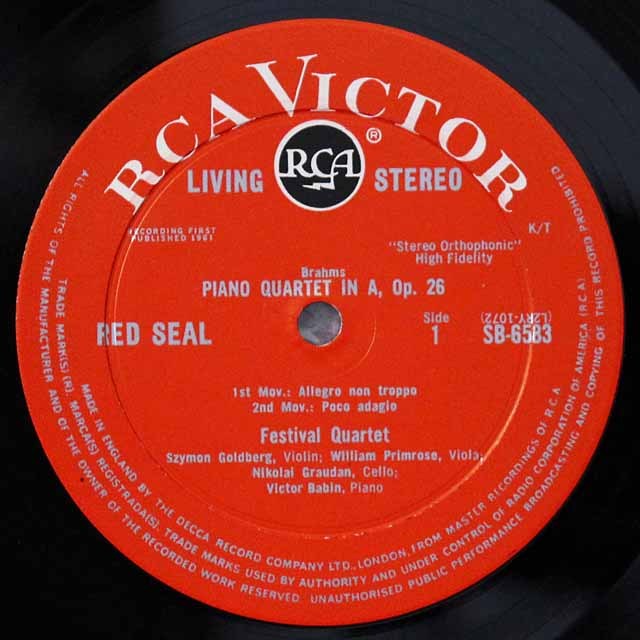 RCA VICTOR
LIVING RCA ® STEREO
RECORDING FIRST
PUBLISHED 1961
K/T
"Stereo Orthophonic"
High Fidelity
Brahms
PIANO QUARTET IN A, Op. 26
RED SEAL
Side
1
(L2RY-1072)
SB-6583
1st Mov.: Allegro non troppo
2nd Mov.: Poco adagio
Festival Quartet
Szymon Goldberg, Violin; William Primrose, Viola;
Nikolai Graudan, Cello;
Victor Babin, Piano
MADE IN ENGLAND BY THE DECCA RECORD COMPANY LTD., LONDON, FROM MASTER RECORDINGS OF R.C.A.
TRADE MARK(S) (R). MARCA(S) REGISTRADA(S). TRADE MARKS USED BY AUTHORITY AND UNDER CONTROL OF RADIO CORPORATION OF AMERICA (R.C.A.)
ALL RIGHTS OF THE MANUFACTURER AND OF THE OWNER OF THE RECORDED WORK RESERVED. UNAUTHORISED PUBLIC PERFORMANCE BROADCASTING AND COPYING OF THIS RECORD PROHIBITED